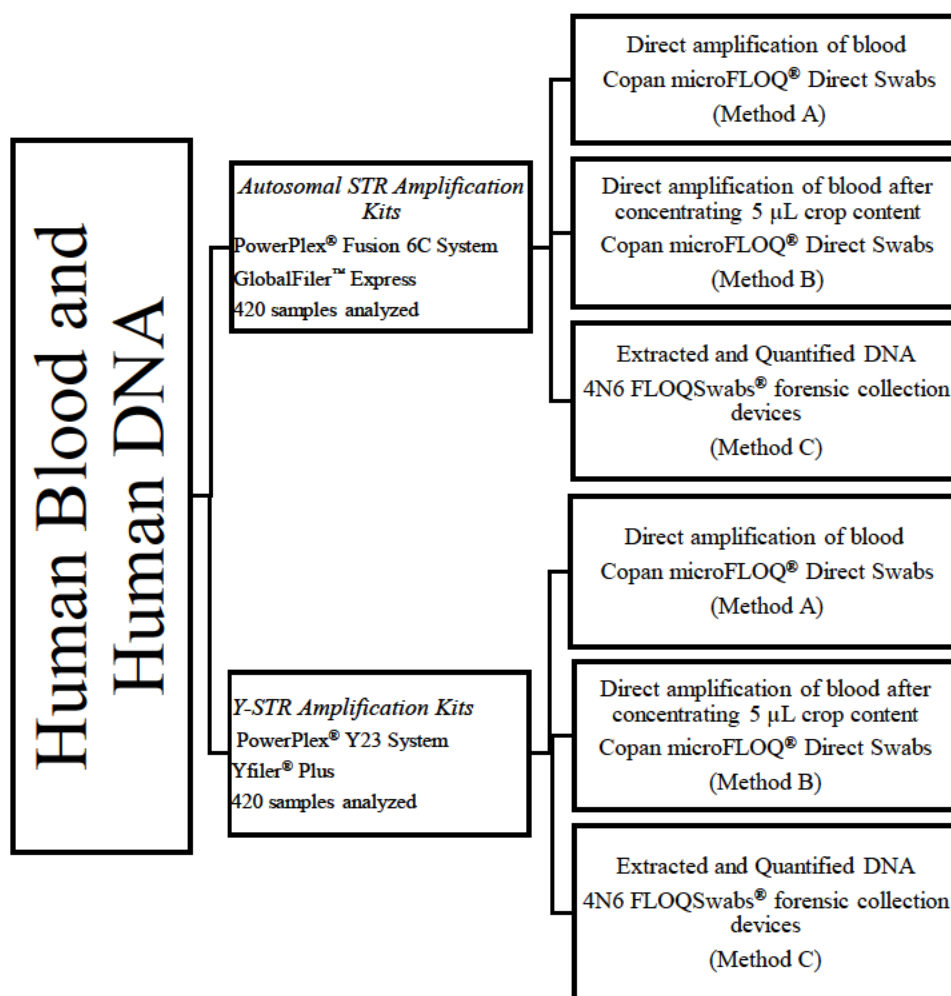 Human Blood and
Human DNA
Autosomal STR Amplification
Kits
PowerPlex® Fusion 6C System
GlobalFiler™ Express
420 samples analyzed
Direct amplification of blood
Copan microFLOQ® Direct Swabs
(Method A)
Direct amplification of blood after
concentrating 5 µL crop content
Copan microFLOQ® Direct Swabs
(Method B)
Extracted and Quantified DNA
4N6 FLOQSwabs® forensic collection
devices
(Method C)
Y-STR Amplification Kits
PowerPlex® Y23 System
Yfiler® Plus
420 samples analyzed
Direct amplification of blood
Copan microFLOQ® Direct Swabs
(Method A)
Direct amplification of blood after
concentrating 5 µL crop content
Copan microFLOQ® Direct Swabs
(Method B)
Extracted and Quantified DNA
4N6 FLOQSwabs® forensic collection
devices
(Method C)